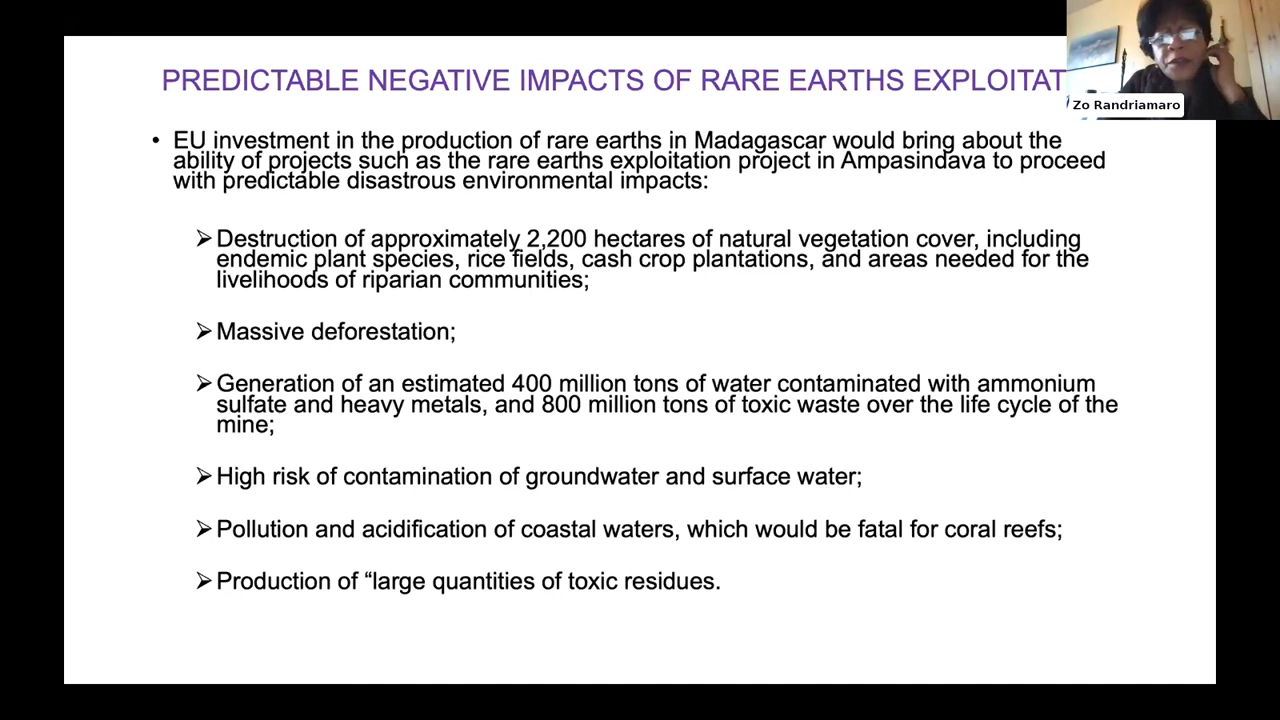 PREDICTABLE NEGATIVE IMPACTS OF RARE EARTHS EXPLOITAT
Zo Randriamaro
• EU investment in the production of rare earths in Madagascar would bring about the
ability of projects such as the rare earths exploitation project in Ampasindava to proceed
with predictable disastrous environmental impacts:
➢ Destruction of approximately 2,200 hectares of natural vegetation cover, including
endemic plant species, rice fields, cash crop plantations, and areas needed for the
livelihoods of riparian communities;
➢ Massive deforestation;
➢ Generation of an estimated 400 million tons of water contaminated with ammonium
sulfate and heavy metals, and 800 million tons of toxic waste over the life cycle of the
mine;
➢ High risk of contamination of groundwater and surface water;
➢ Pollution and acidification of coastal waters, which would be fatal for coral reefs;
➢ Production of “large quantities of toxic residues.